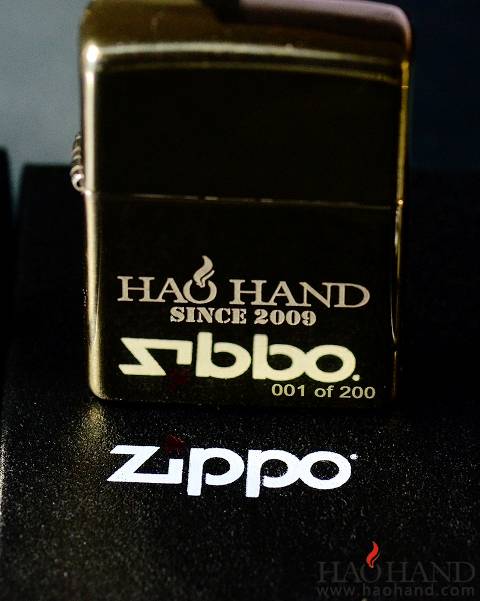 HAO HAND
SINCE 2009
Zippo.
001 of 200
Zippo
HAO HAND
www.haohand.com